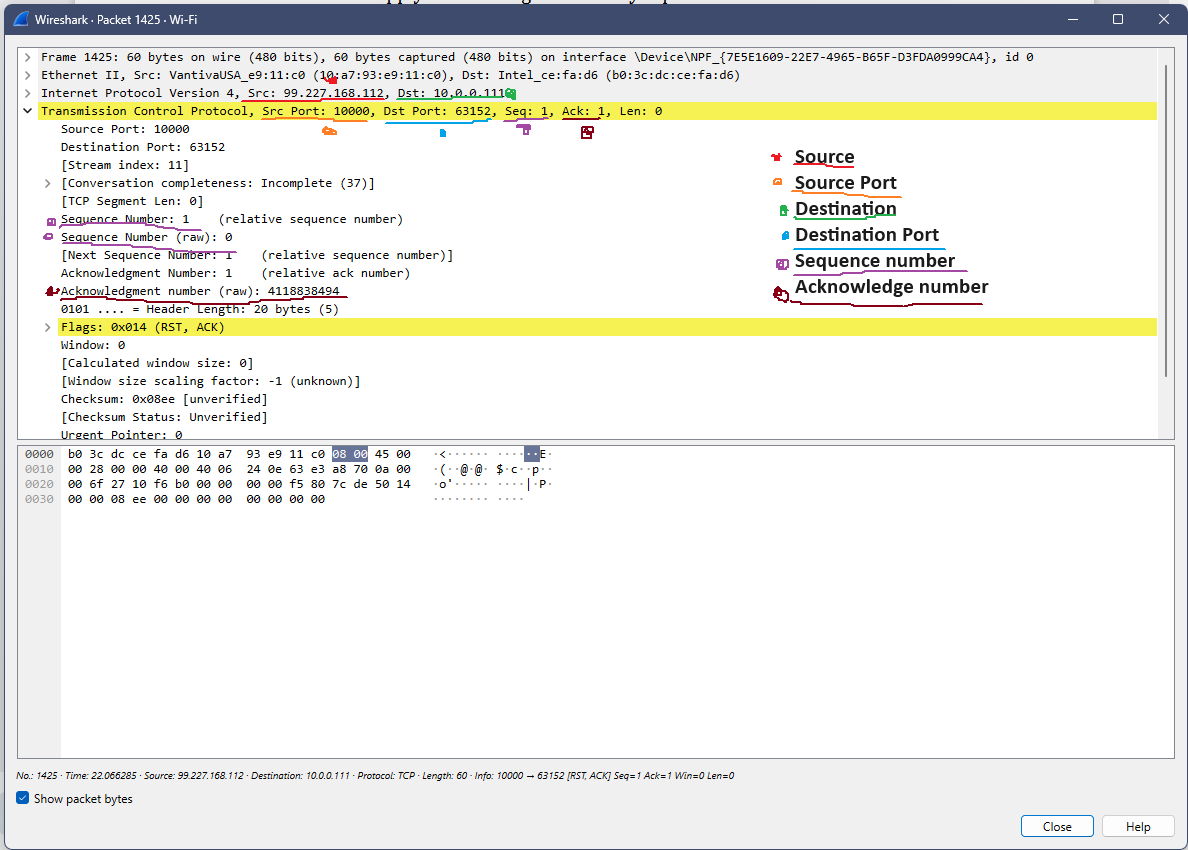 Wireshark · Packet 1425 · Wi-Fi
Frame 1425: 60 bytes on wire (480 bits), 60 bytes captured (480 bits) on interface \Device\NPF_{7E5E1609-22E7-4965-B65F-D3FDA0999CA4}, id 0
Ethernet II, Src: VantivaUSA_e9:11:c0 (10:a7:93:e9:11:c0), Dst: Intel_ce:fa:d6 (b0:3c:dc:ce:fa:d6)
Internet Protocol Version 4, Src: 99.227.168.112, Dst: 10.0.0.111
Transmission Control Protocol, Src Port: 10000, Dst Port: 63152, Seq: 1, Ack: 1, Len: 0
Source Port: 10000
Destination Port: 63152
[Stream index: 11]
[Conversation completeness: Incomplete (37)]
[TCP Segment Len: 0]
Sequence Number: 1 (relative sequence number)
Sequence Number (raw): 0
[Next Sequence Number: 1 (relative sequence number)]
Acknowledgment Number: 1 (relative ack number)
Acknowledgment number (raw): 4118838494
0101 .... = Header Length: 20 bytes (5)
Flags: 0x014 (RST, ACK)
Window: 0
[Calculated window size: 0]
[Window size scaling factor: -1 (unknown)]
Checksum: 0x08ee [unverified]
[Checksum Status: Unverified]
Urgent Pointer: 0
Source
Source Port
Destination
Destination Port
Sequence number
Acknowledge number
0000 b0 3c dc ce fa d6 10 a7 93 e9 11 c0 08 00 45 00 ·<······ ······E·
0010 00 28 00 00 40 00 40 06 24 0e 63 e3 a8 70 0a 00 ·(··@·@· $·c··p··
0020 00 6f 27 10 f6 b0 00 00 00 00 f5 80 7c de 50 14 ·o'····· ····|·P·
0030 00 00 08 ee 00 00 00 00 00 00 00 00 ········ ····
No.: 1425 · Time: 22.066285 · Source: 99.227.168.112 · Destination: 10.0.0.111 · Protocol: TCP · Length: 60 · Info: 10000 → 63152 [RST, ACK] Seq=1 Ack=1 Win=0 Len=0
Show packet bytes
Close Help